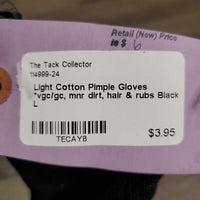 Retail (New) Price
is $ 6
The Tack Collector
114999-24
Light Cotton Pimple Gloves
*vgc/gc, mnr dirt, hair & rubs Black
L
TECAYB
$3.95